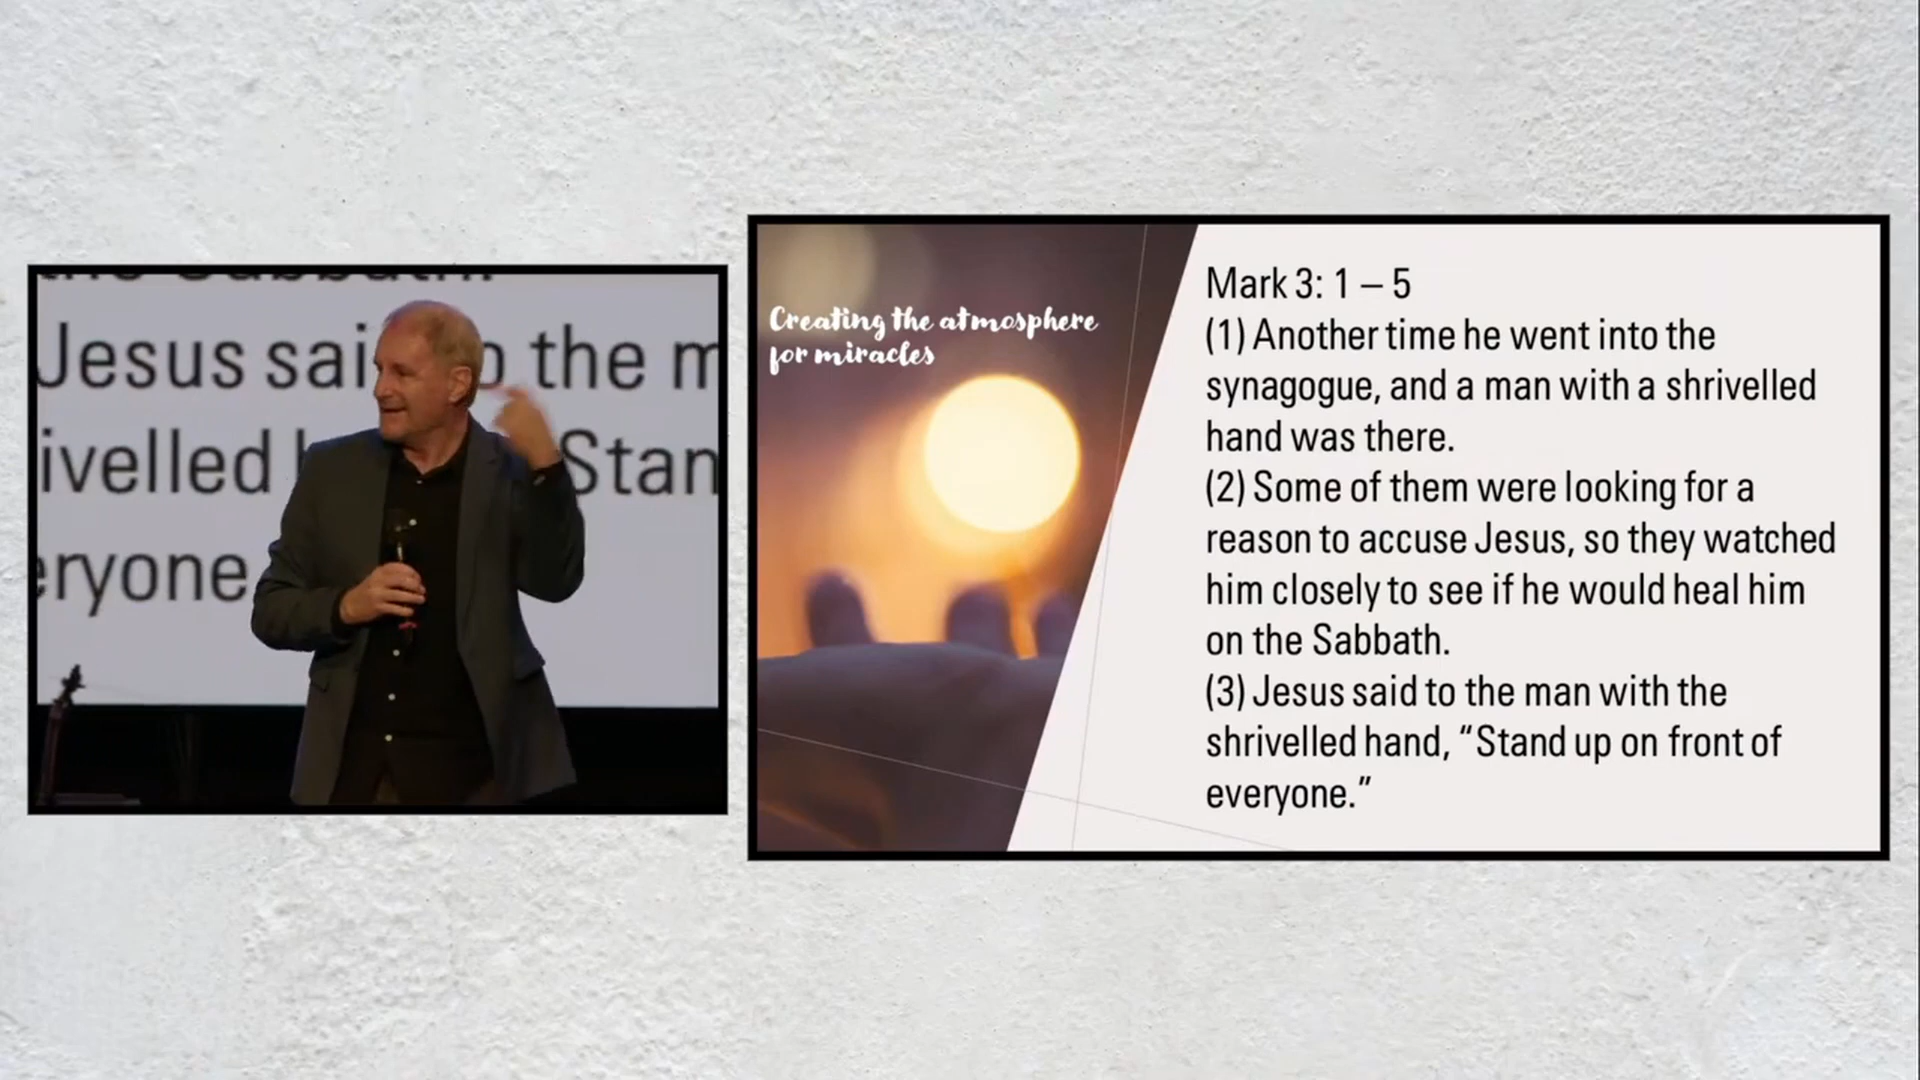 the Sabbath.
Jesus sai o the m
ivelled h Stan
eryone.
Creating the atmosphere
for miracles
Mark 3: 1 – 5
(1) Another time he went into the
synagogue, and a man with a shrivelled
hand was there.
(2) Some of them were looking for a
reason to accuse Jesus, so they watched
him closely to see if he would heal him
on the Sabbath.
(3) Jesus said to the man with the
shrivelled hand, “Stand up on front of
everyone.”